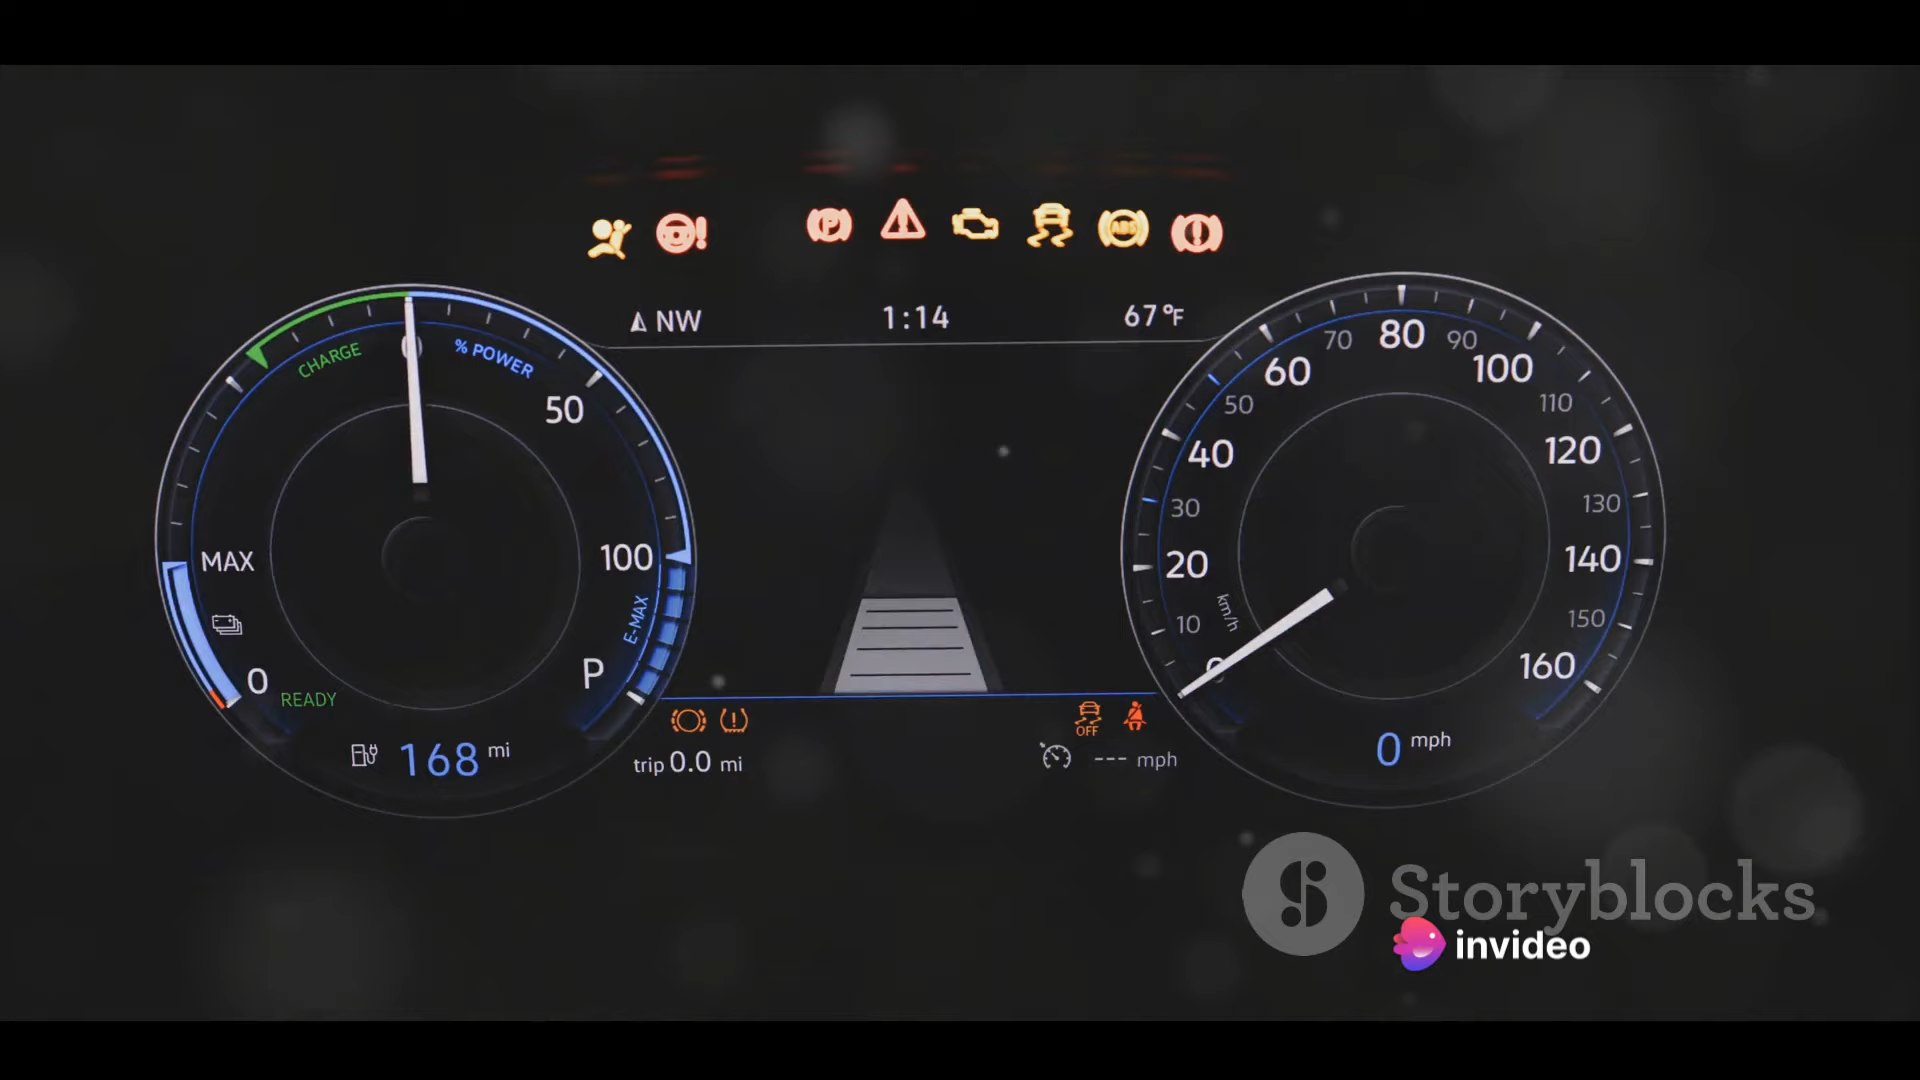 P
ABS
NW
1:14
67°F
CHARGE
0
% POWER
50
100
MAX
0
READY
E-MAX
P
168 mi
trip 0.0 mi
OFF
--- mph
0
10
20
30
40
50
60
70
80
90
100
110
120
130
140
150
160
km/h
0 mph
Storyblocks
invideo